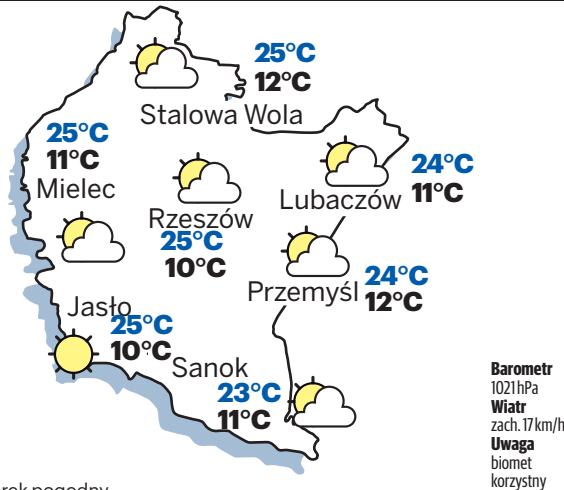 25°C
12°C
Stalowa Wola
25°C
11°C
Mielec
24°C
11°C
Lubaczów
Rzeszów
25°C
10°C
24°C
12°C
Przemyśl
Jasło
25°C
10°C
Sanok
23°C
11°C
Barometr
1021 hPa
Wiatr
zach. 17 km/h
Uwaga
biomet
korzystny
pogodny